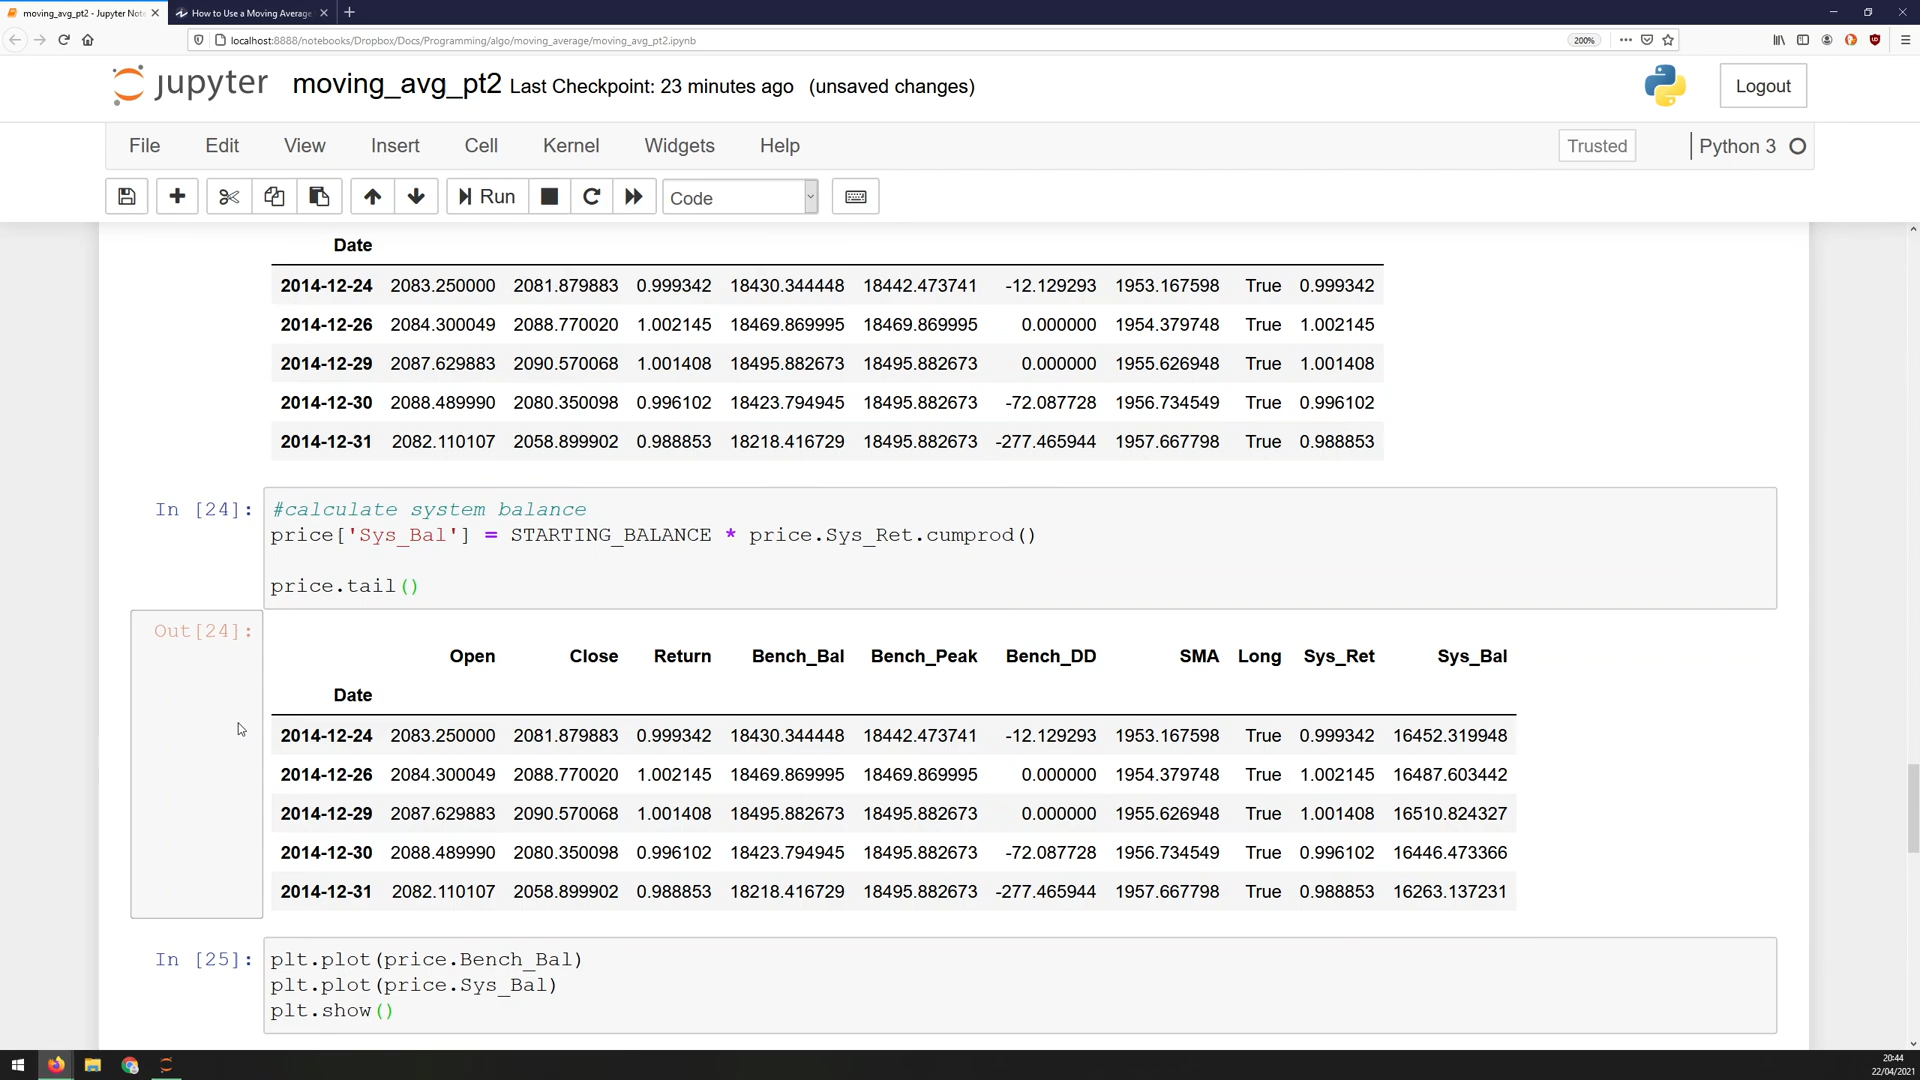 moving_avg_pt2 - Jupyter Note
How to Use a Moving Average
localhost:8888/notebooks/Dropbox/Docs/Programming/algo/moving_average/moving_avg_pt2.ipynb
200%
jupyter moving_avg_pt2 Last Checkpoint: 23 minutes ago (unsaved changes)
Logout
File Edit View Insert Cell Kernel Widgets Help
Trusted
Python 3
Run
Code
Date
2014-12-24 2083.250000 2081.879883 0.999342 18430.344448 18442.473741 -12.129293 1953.167598 True 0.999342
2014-12-26 2084.300049 2088.770020 1.002145 18469.869995 18469.869995 0.000000 1954.379748 True 1.002145
2014-12-29 2087.629883 2090.570068 1.001408 18495.882673 18495.882673 0.000000 1955.626948 True 1.001408
2014-12-30 2088.489990 2080.350098 0.996102 18423.794945 18495.882673 -72.087728 1956.734549 True 0.996102
2014-12-31 2082.110107 2058.899902 0.988853 18218.416729 18495.882673 -277.465944 1957.667798 True 0.988853
In [24]:
#calculate system balance
price['Sys_Bal'] = STARTING_BALANCE * price.Sys_Ret.cumprod()
price.tail()
Out[24]:
Open Close Return Bench_Bal Bench_Peak Bench_DD SMA Long Sys_Ret Sys_Bal
Date
2014-12-24 2083.250000 2081.879883 0.999342 18430.344448 18442.473741 -12.129293 1953.167598 True 0.999342 16452.319948
2014-12-26 2084.300049 2088.770020 1.002145 18469.869995 18469.869995 0.000000 1954.379748 True 1.002145 16487.603442
2014-12-29 2087.629883 2090.570068 1.001408 18495.882673 18495.882673 0.000000 1955.626948 True 1.001408 16510.824327
2014-12-30 2088.489990 2080.350098 0.996102 18423.794945 18495.882673 -72.087728 1956.734549 True 0.996102 16446.473366
2014-12-31 2082.110107 2058.899902 0.988853 18218.416729 18495.882673 -277.465944 1957.667798 True 0.988853 16263.137231
In [25]:
plt.plot(price.Bench_Bal)
plt.plot(price.Sys_Bal)
plt.show()
20:44
22/04/2021